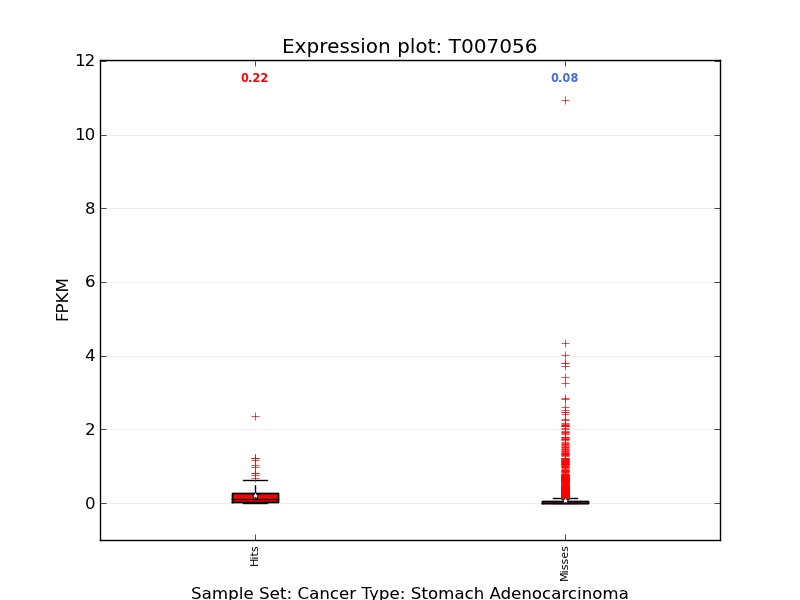 Expression plot: T007056
12
0.22
0.08
10
8
6
FPKM
4
2
0
Hits
Misses
Sample Set: Cancer Type: Stomach Adenocarcinoma